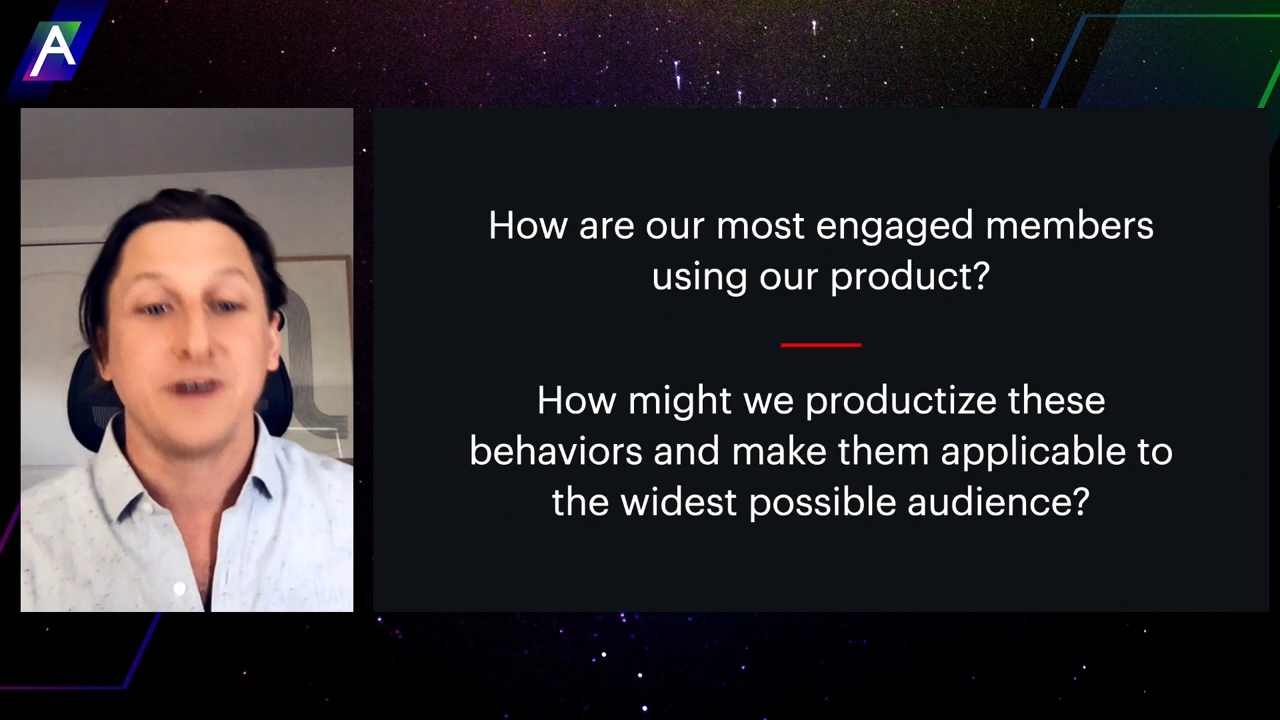 A
How are our most engaged members
using our product?
How might we productize these
behaviors and make them applicable to
the widest possible audience?